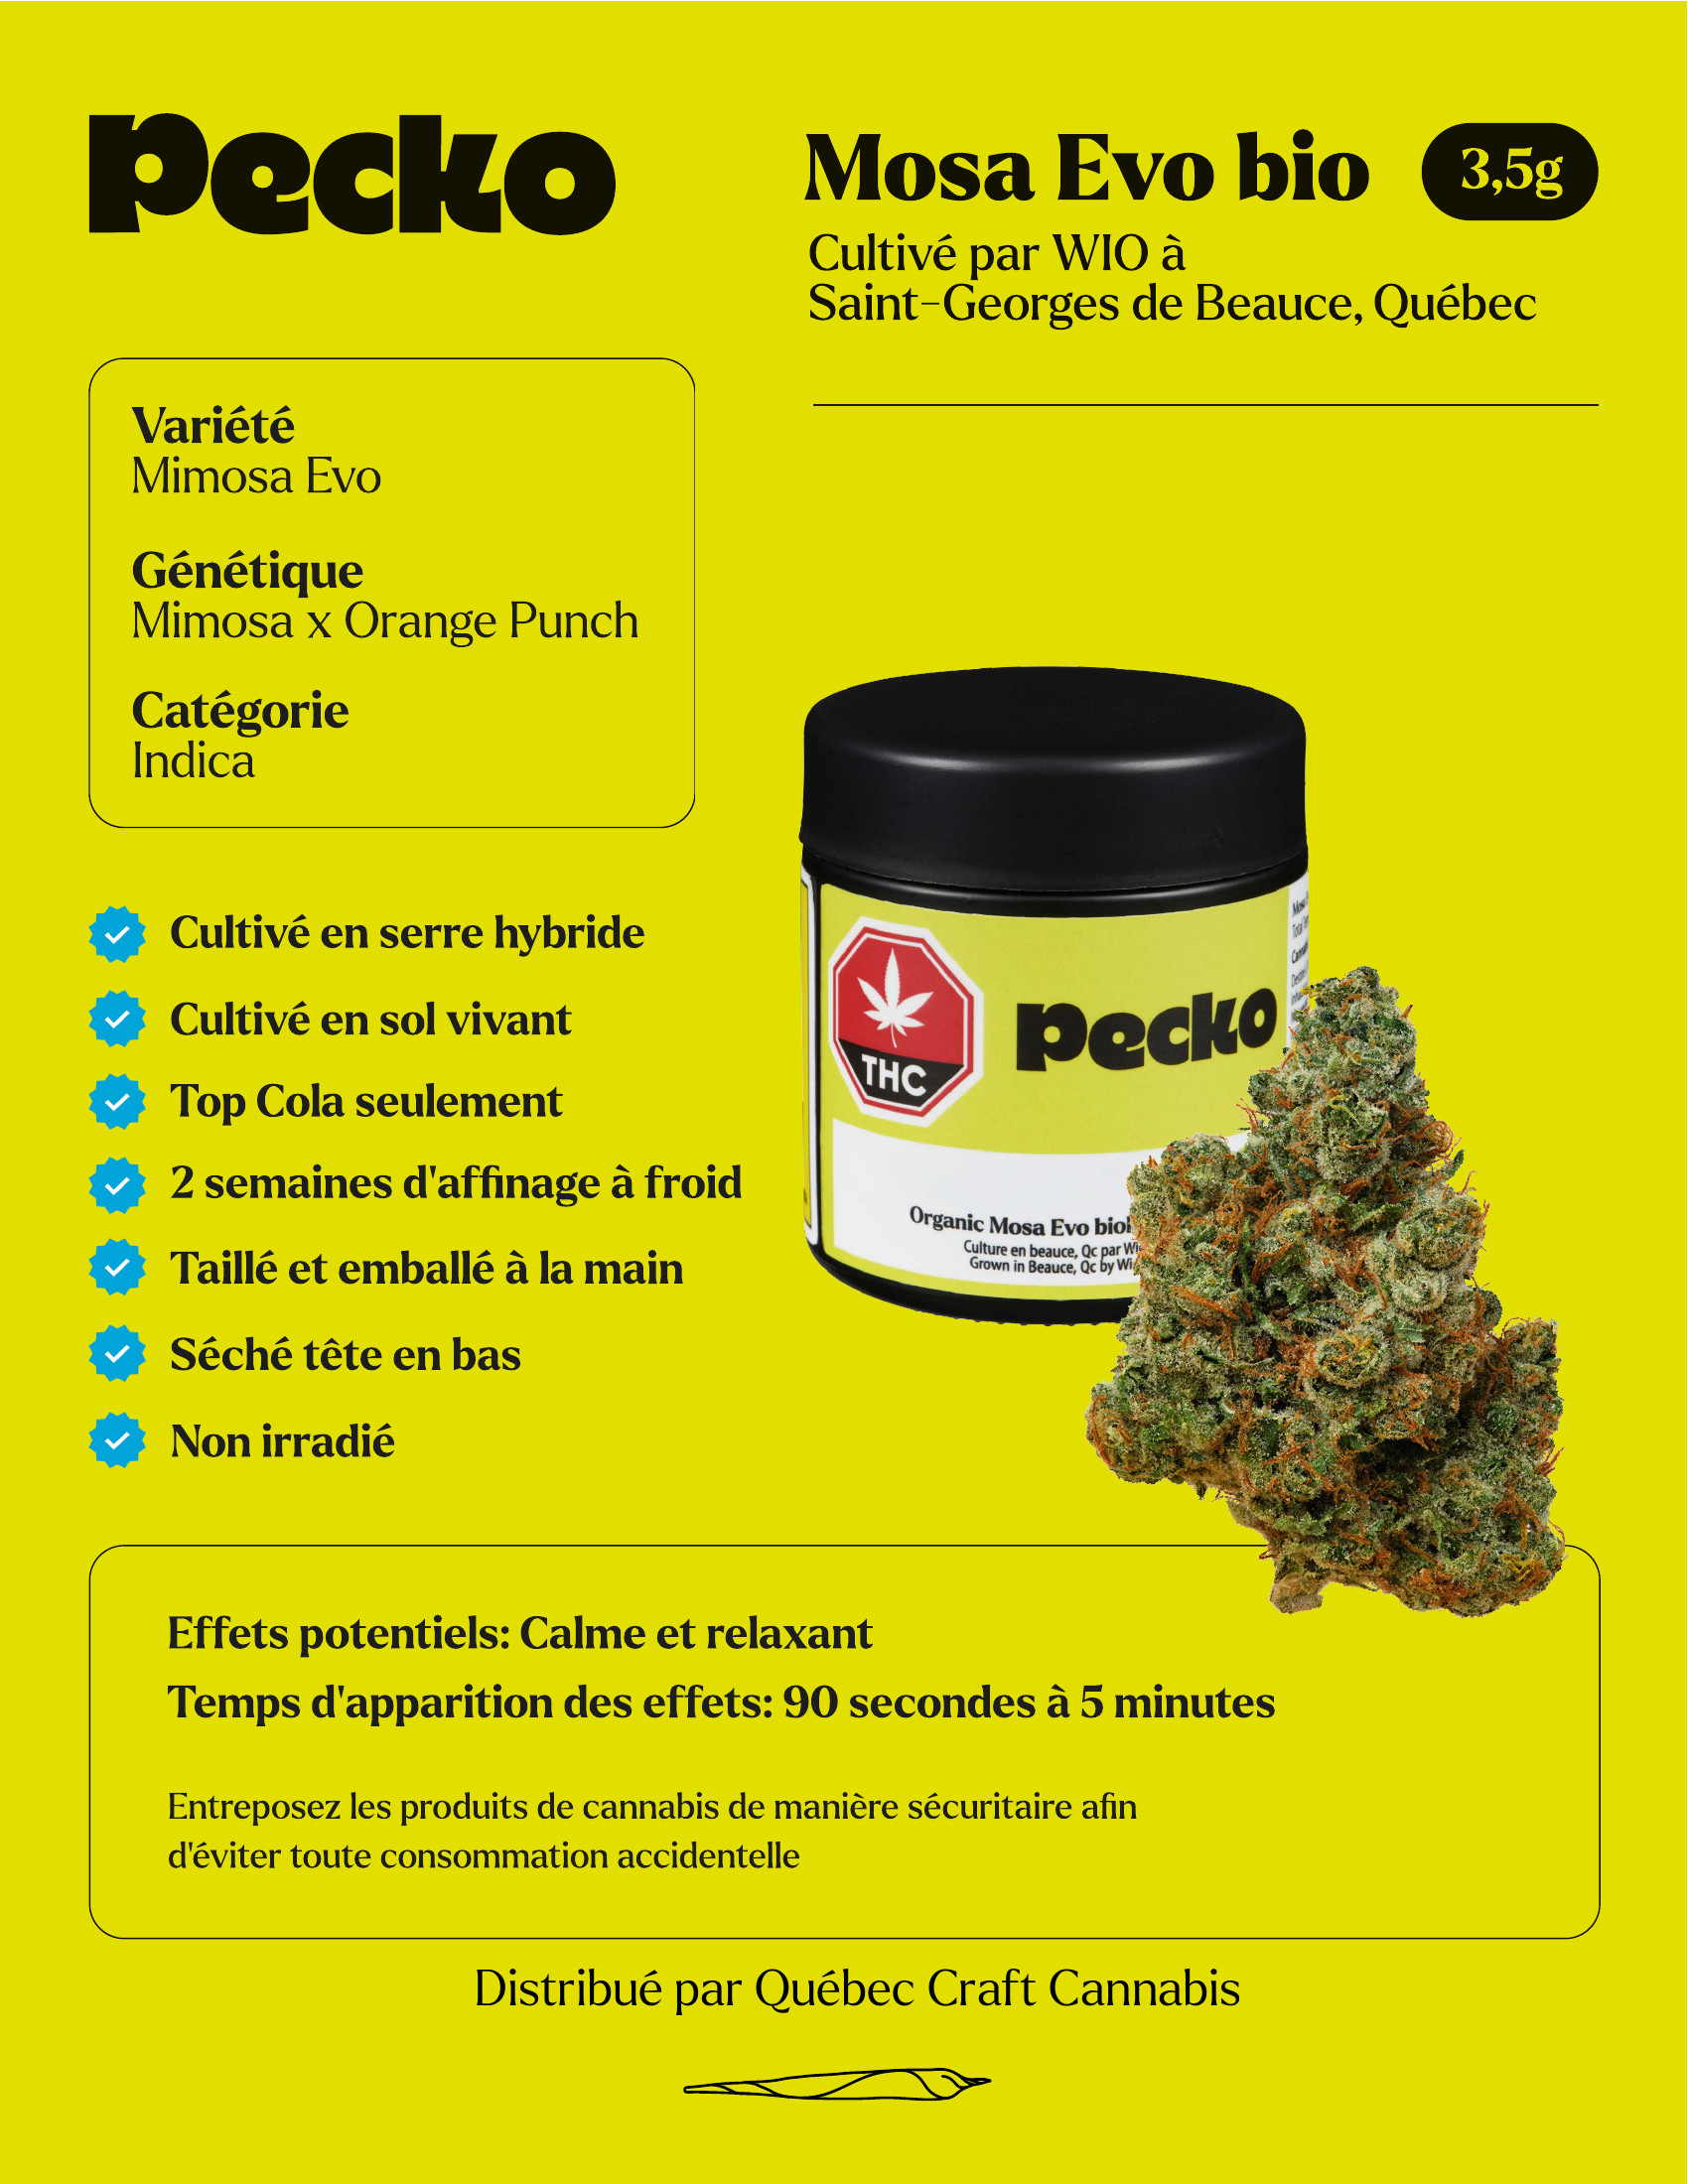 Pecko
Mosa Evo bio
3,5g
Cultivé par WIO à
Saint-Georges de Beauce, Québec
Variété
Mimosa Evo
Génétique
Mimosa x Orange Punch
Catégorie
Indica
Cultivé en serre hybride
Cultivé en sol vivant
Top Cola seulement
2 semaines d'affinage à froid
Taillé et emballé à la main
Séché tête en bas
Non irradié
THC
Pecko
Organic Mosa Evo
Culture en beauce, Qc par
Grown in Beauce, Qc by
Effets potentiels: Calme et relaxant
Temps d'apparition des effets: 90 secondes à 5 minutes
Entreposez les produits de cannabis de manière sécuritaire afin
d'éviter toute consommation accidentelle
Distribué par Québec Craft Cannabis